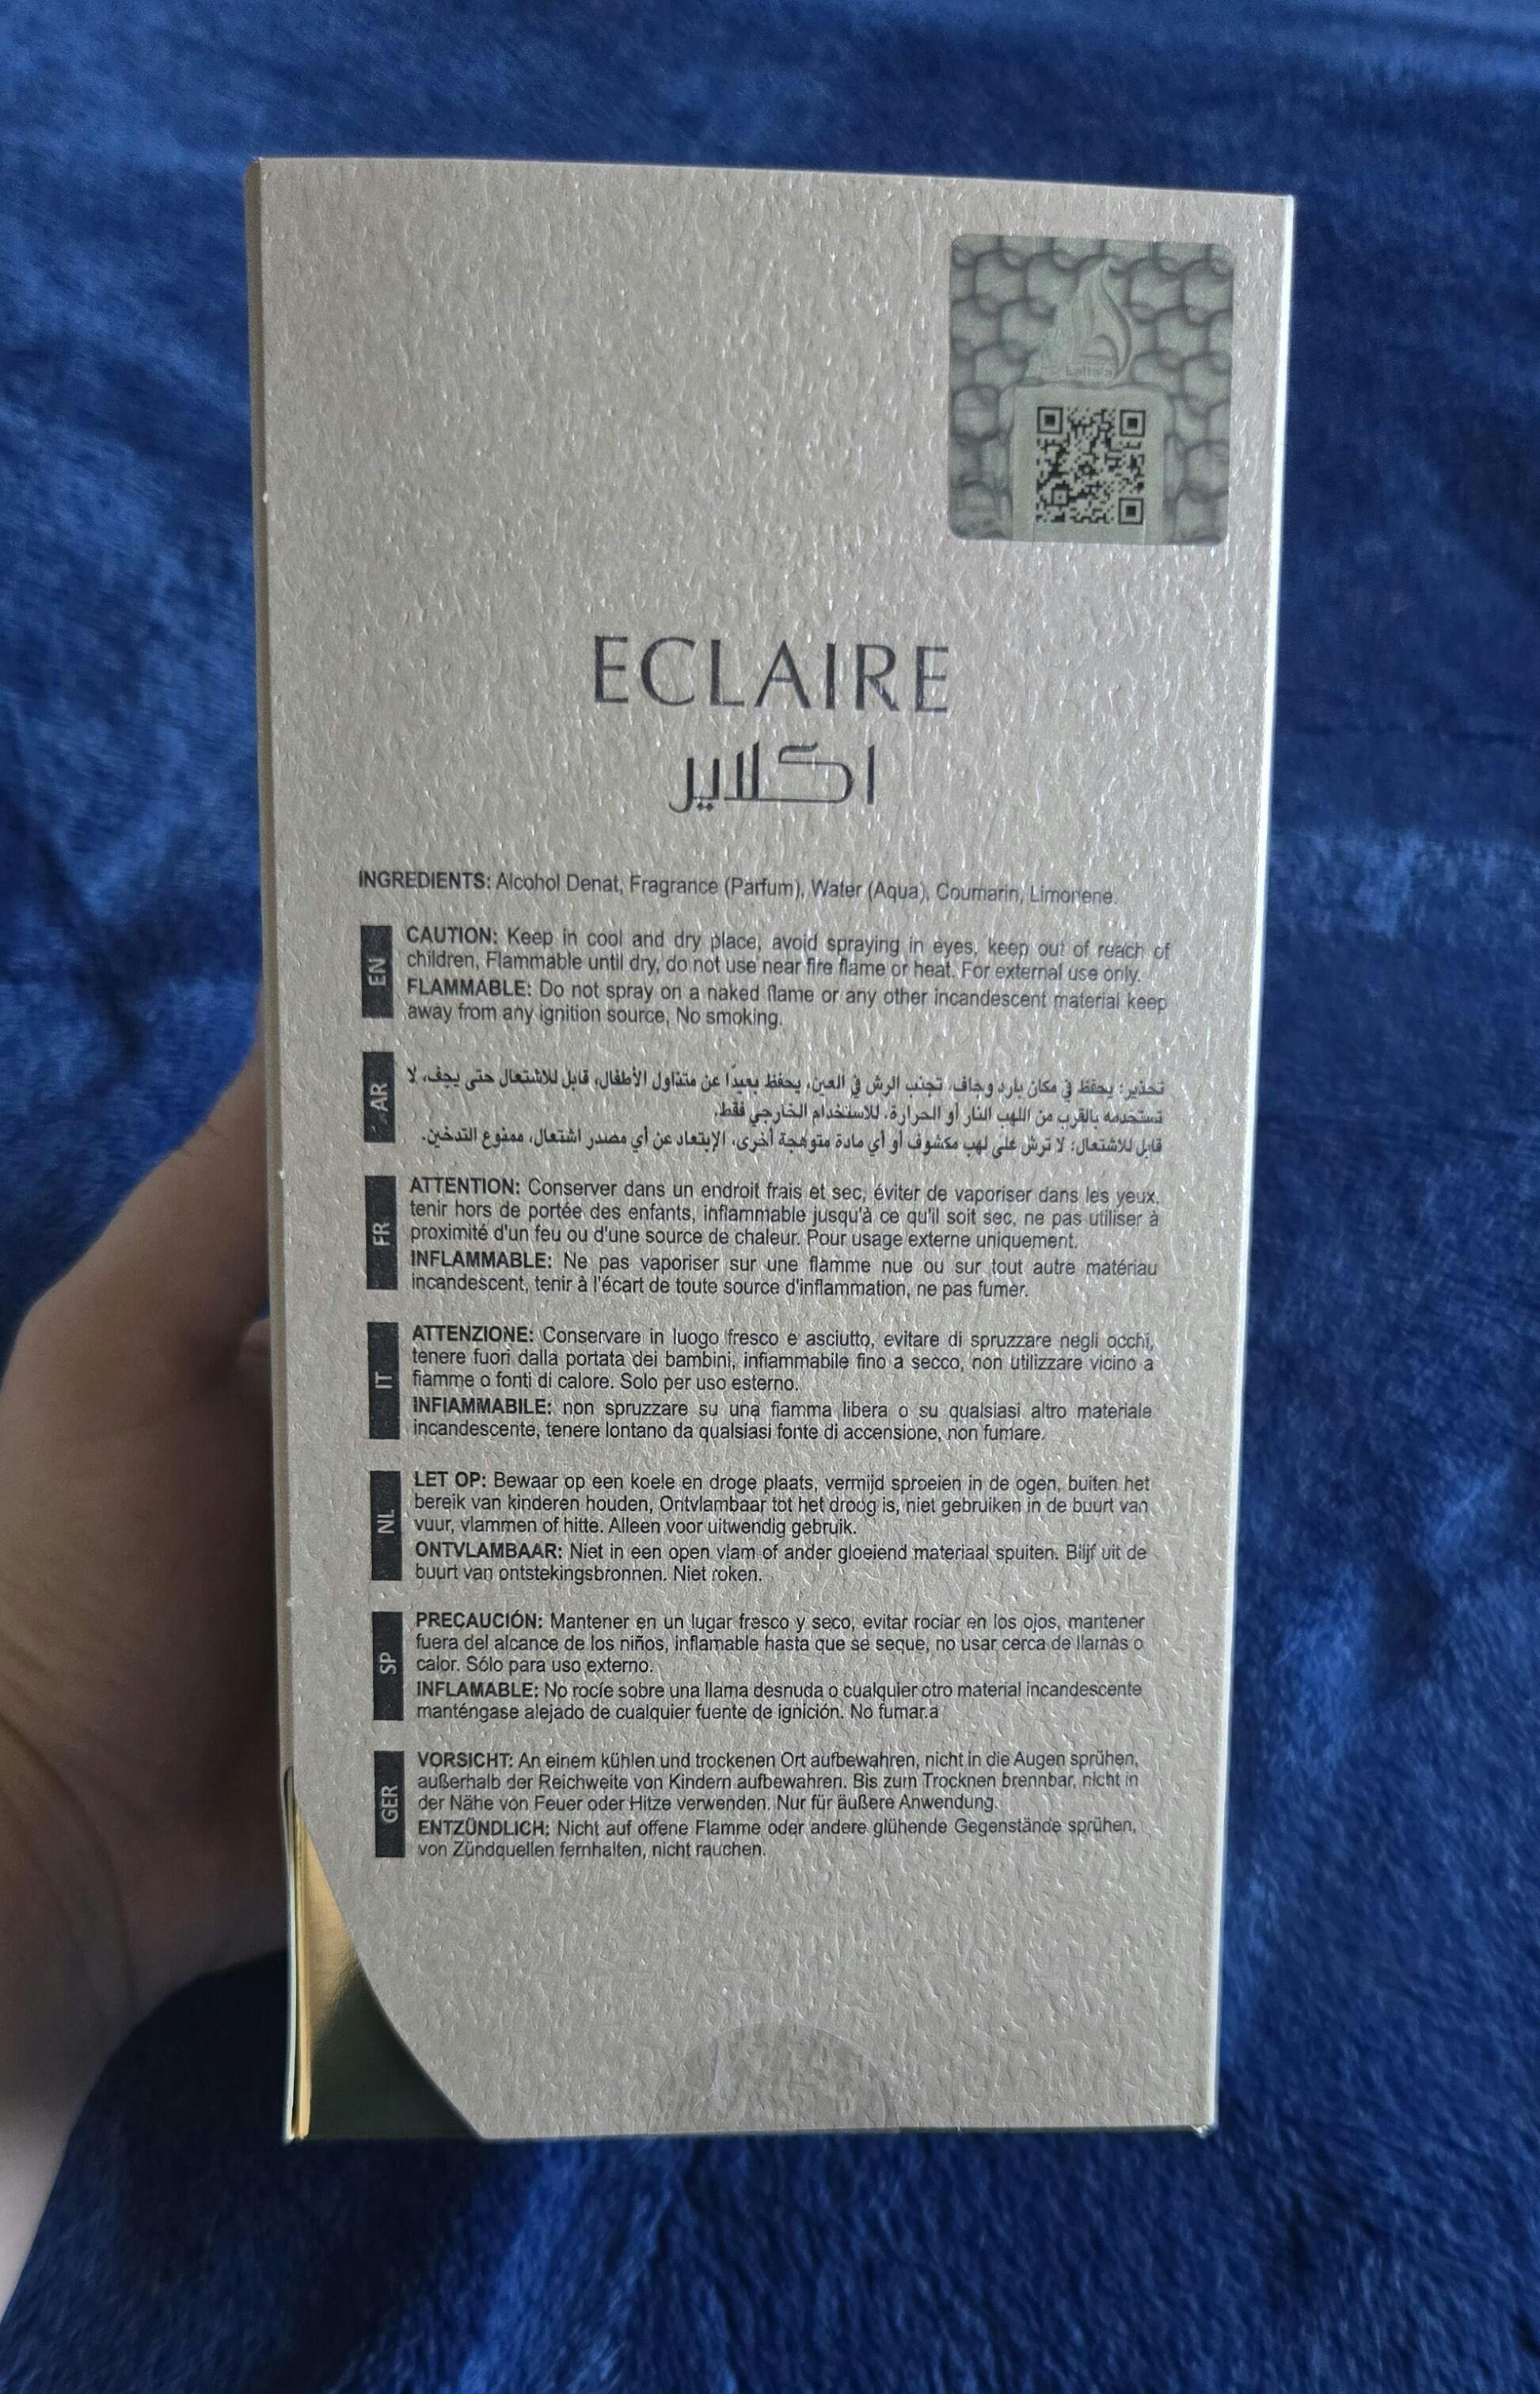 Lattafa
ECLAIRE
اكلاير
INGREDIENTS: Alcohol Denat, Fragrance (Parfum), Water (Aqua), Coumarin, Limonene.
EN
CAUTION: Keep in cool and dry place, avoid spraying in eyes, keep out of reach of
children, Flammable until dry, do not use near fire flame or heat. For external use only.
FLAMMABLE: Do not spray on a naked flame or any other incandescent material keep
away from any ignition source, No smoking.
AR
تحذير: يحفظ في مكان بارد وجاف، تجنب الرش في العين، يحفظ بعيدًا عن متناول الأطفال، قابل للاشتعال حتى يجف، لا
تستخدمه بالقرب من اللهب النار أو الحرارة. للاستخدام الخارجي فقط.
قابل للاشتعال: لا ترش على لهب مكشوف أو أي مادة متوهجة أخرى، الإبتعاد عن أي مصدر اشتعال، ممنوع التدخين.
FR
ATTENTION: Conserver dans un endroit frais et sec, éviter de vaporiser dans les yeux,
tenir hors de portée des enfants, inflammable jusqu'à ce qu'il soit sec, ne pas utiliser à
proximité d'un feu ou d'une source de chaleur. Pour usage externe uniquement.
INFLAMMABLE: Ne pas vaporiser sur une flamme nue ou sur tout autre matériau
incandescent, tenir à l'écart de toute source d'inflammation, ne pas fumer.
IT
ATTENZIONE: Conservare in luogo fresco e asciutto, evitare di spruzzare negli occhi,
tenere fuori dalla portata dei bambini, infiammabile fino a secco, non utilizzare vicino a
fiamme o fonti di calore. Solo per uso esterno.
INFIAMMABILE: non spruzzare su una fiamma libera o su qualsiasi altro materiale
incandescente, tenere lontano da qualsiasi fonte di accensione, non fumare.
NL
LET OP: Bewaar op een koele en droge plaats, vermijd sproeien in de ogen, buiten het
bereik van kinderen houden, Ontvlambaar tot het droog is, niet gebruiken in de buurt van
vuur, vlammen of hitte. Alleen voor uitwendig gebruik.
ONTVLAMBAAR: Niet in een open vlam of ander gloeiend materiaal spuiten. Blijf uit de
buurt van ontstekingsbronnen. Niet roken.
SP
PRECAUCIÓN: Mantener en un lugar fresco y seco, evitar rociar en los ojos, mantener
fuera del alcance de los niños, inflamable hasta que se seque, no usar cerca de llamas o
calor. Sólo para uso externo.
INFLAMABLE: No rocíe sobre una llama desnuda o cualquier otro material incandescente
manténgase alejado de cualquier fuente de ignición. No fumar.a
GER
VORSICHT: An einem kühlen und trockenen Ort aufbewahren, nicht in die Augen sprühen,
außerhalb der Reichweite von Kindern aufbewahren. Bis zum Trocknen brennbar, nicht in
der Nähe von Feuer oder Hitze verwenden. Nur für äußere Anwendung.
ENTZÜNDLICH: Nicht auf offene Flamme oder andere glühende Gegenstände sprühen,
von Zündquellen fernhalten, nicht rauchen.